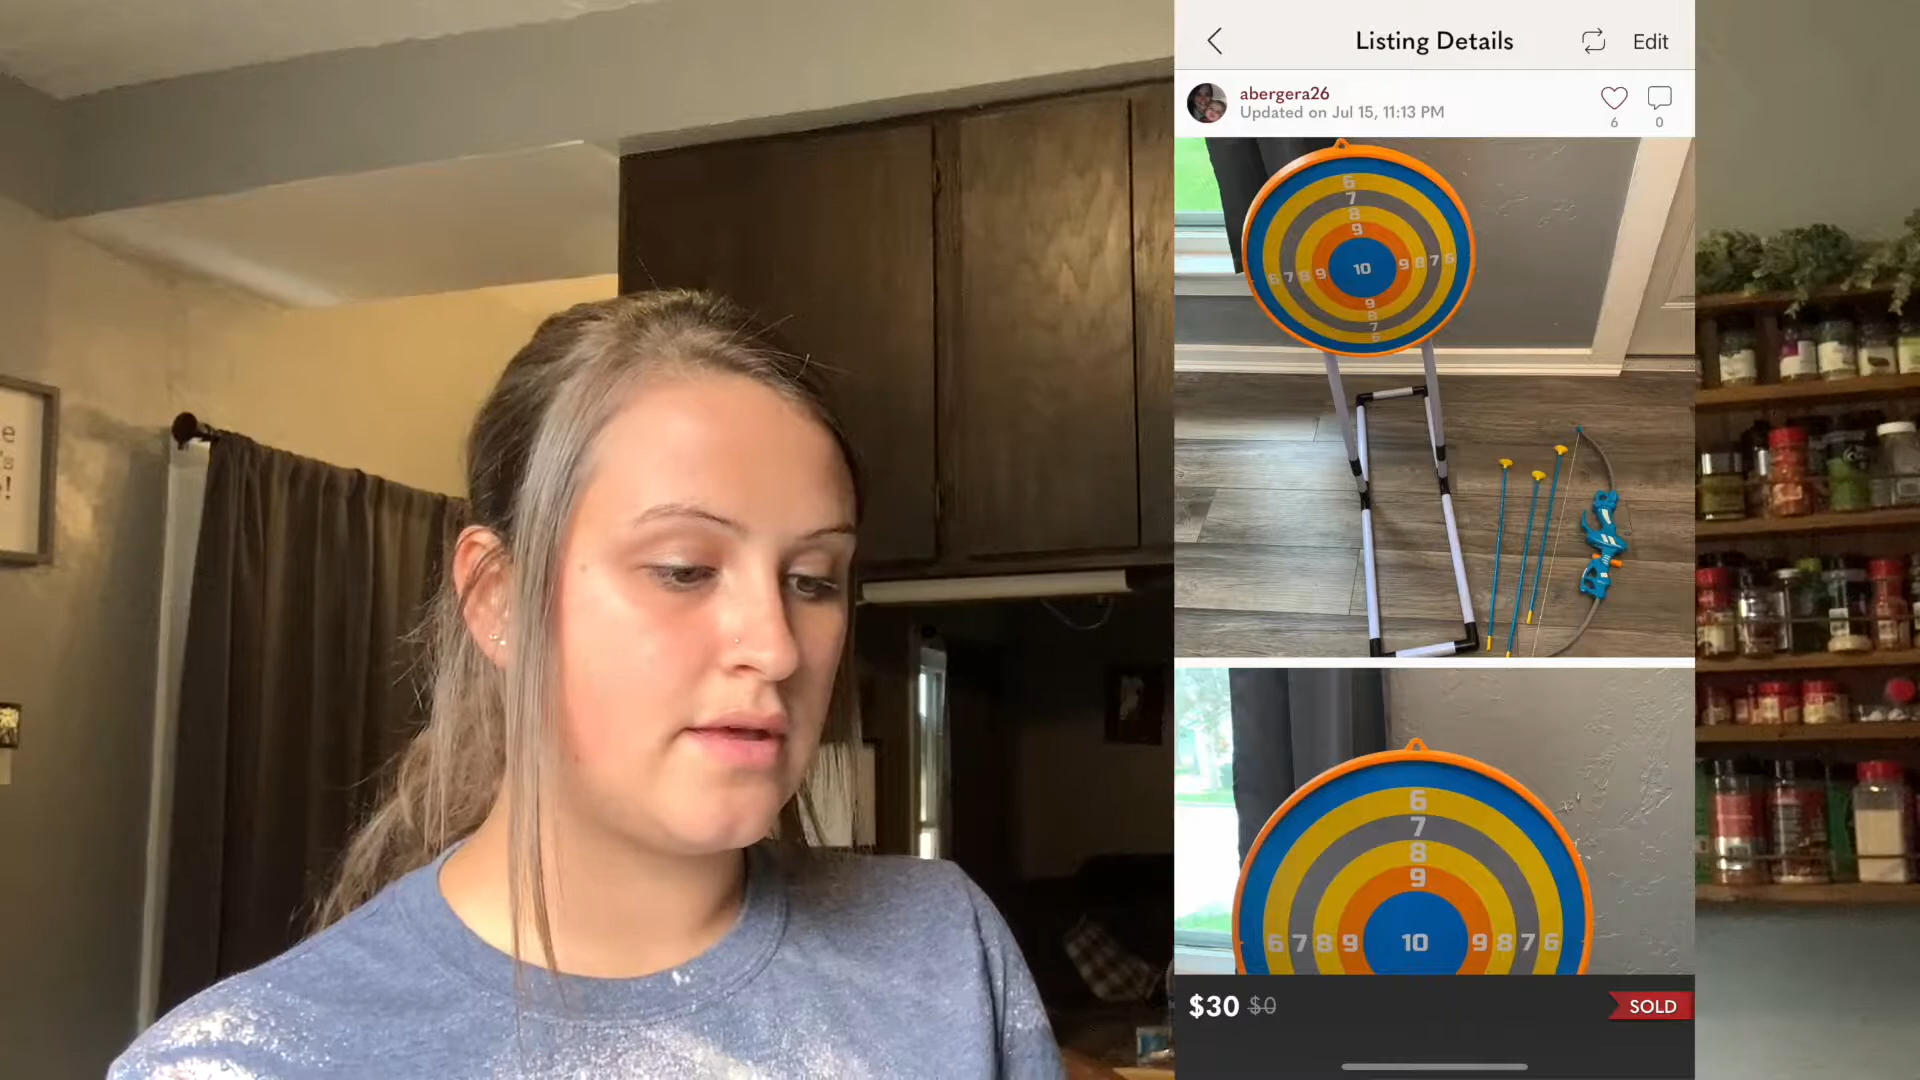 e
's
!
Listing Details
Edit
abergera26
Updated on Jul 15, 11:13 PM
6
0
6
7
8
9
6 7 8 9 10 9 8 7 6
9
8
7
6
6
7
8
9
6 7 8 9 10 9 8 7 6
$30 $0
SOLD